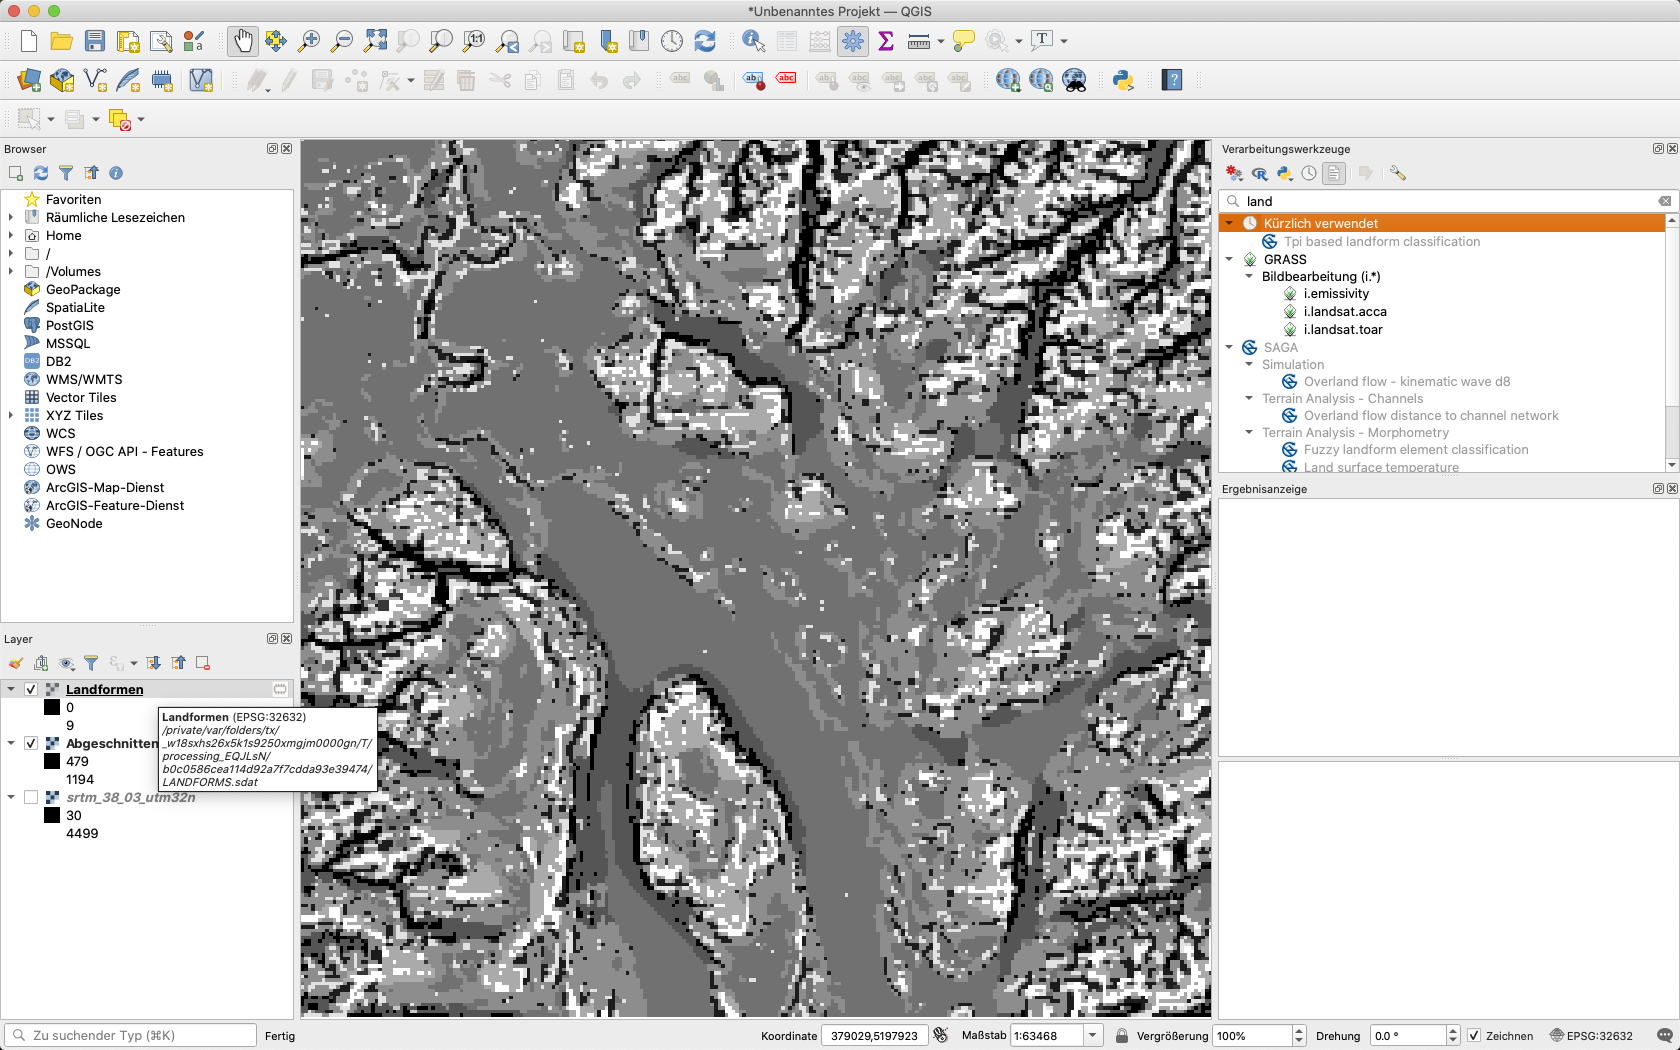 *Unbenanntes Projekt — QGIS
Browser
Favoriten
Räumliche Lesezeichen
Home
/
/Volumes
GeoPackage
SpatiaLite
PostGIS
MSSQL
DB2
WMS/WMTS
Vector Tiles
XYZ Tiles
WCS
WFS / OGC API - Features
OWS
ArcGIS-Map-Dienst
ArcGIS-Feature-Dienst
GeoNode
Layer
Landformen
0
9
Abgeschnitten
479
1194
srtm_38_03_utm32n
30
4499
Landformen (EPSG:32632)
/private/var/folders/tx/
_w18sxhs26x5k1s9250xmgjm0000gn/T/
processing_EQJLsN/
b0c0586cea114d92a7f7cdda93e39474/
LANDFORMS.sdat
Verarbeitungswerkzeuge
land
Kürzlich verwendet
Tpi based landform classification
GRASS
Bildbearbeitung (i.*)
i.emissivity
i.landsat.acca
i.landsat.toar
SAGA
Simulation
Overland flow - kinematic wave d8
Terrain Analysis - Channels
Overland flow distance to channel network
Terrain Analysis - Morphometry
Fuzzy landform element classification
Land surface temperature
Ergebnisanzeige
Zu suchender Typ (⌘K)
Fertig
Koordinate 379029,5197923
Maßstab 1:63468
Vergrößerung 100%
Drehung 0.0 °
Zeichnen
EPSG:32632